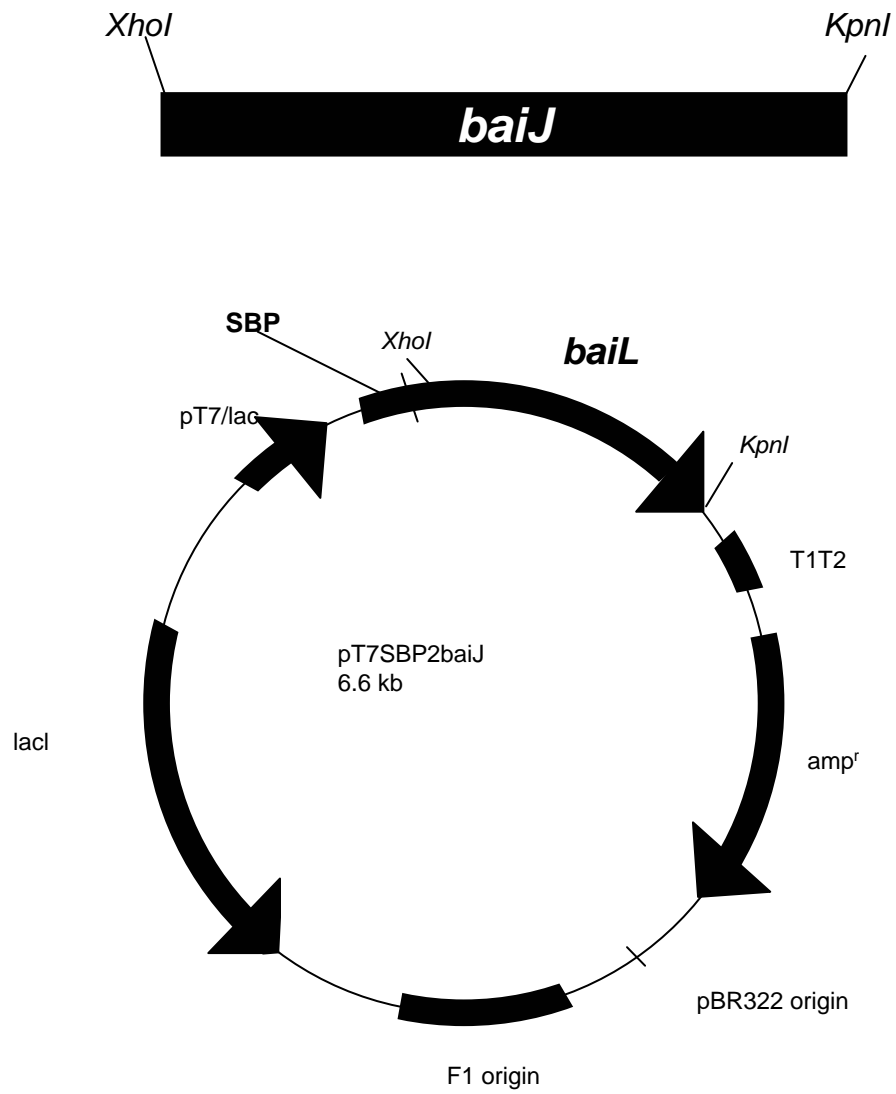 XhoI
KpnI
baiJ
SBP
XhoI
baiL
pT7/lac
KpnI
T1T2
pT7SBP2baiJ
6.6 kb
lacI
ampʳ
pBR322 origin
F1 origin